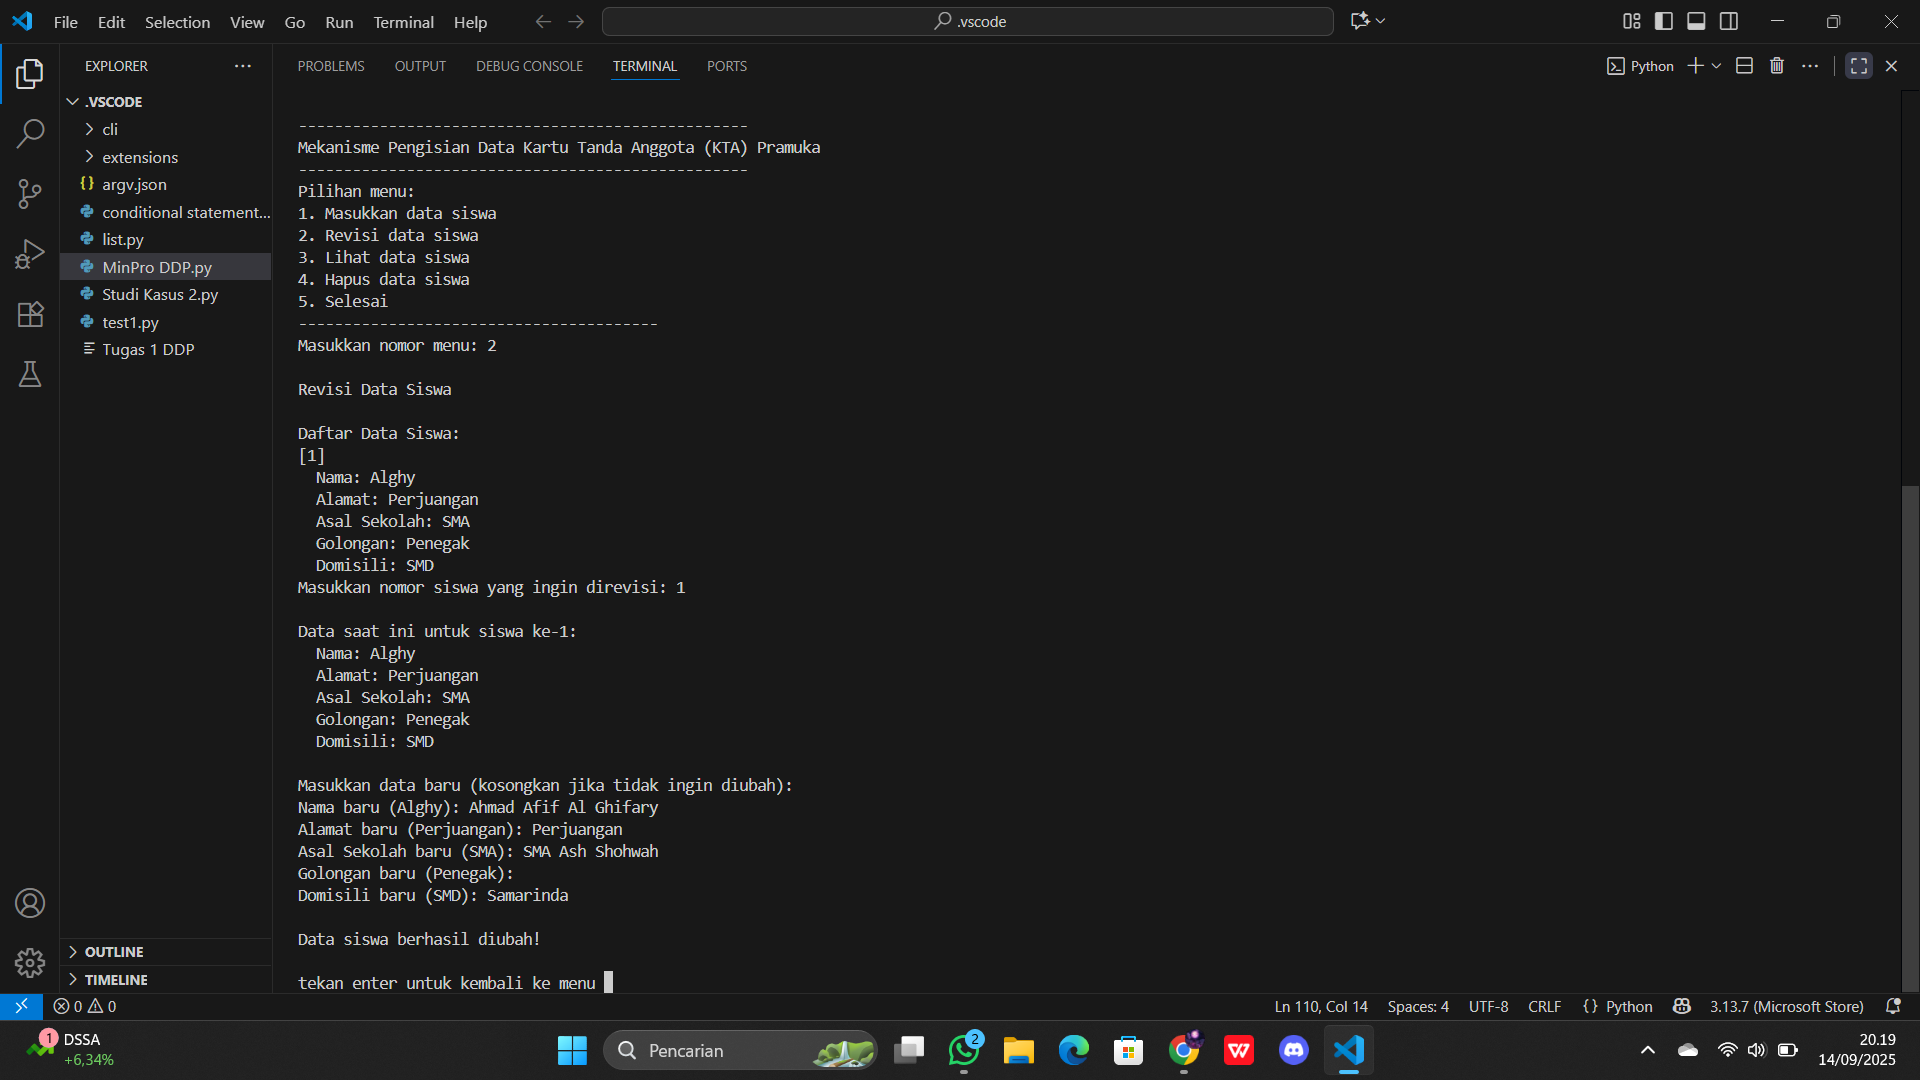 File Edit Selection View Go Run Terminal Help
.vscode
EXPLORER
.VSCODE
cli
extensions
argv.json
conditional statement...
list.py
MinPro DDP.py
Studi Kasus 2.py
test1.py
Tugas 1 DDP
OUTLINE
TIMELINE
PROBLEMS OUTPUT DEBUG CONSOLE TERMINAL PORTS
Python
--------------------------------------------------
Mekanisme Pengisian Data Kartu Tanda Anggota (KTA) Pramuka
--------------------------------------------------
Pilihan menu:
1. Masukkan data siswa
2. Revisi data siswa
3. Lihat data siswa
4. Hapus data siswa
5. Selesai
----------------------------------------
Masukkan nomor menu: 2
Revisi Data Siswa
Daftar Data Siswa:
[1]
Nama: Alghy
Alamat: Perjuangan
Asal Sekolah: SMA
Golongan: Penegak
Domisili: SMD
Masukkan nomor siswa yang ingin direvisi: 1
Data saat ini untuk siswa ke-1:
Nama: Alghy
Alamat: Perjuangan
Asal Sekolah: SMA
Golongan: Penegak
Domisili: SMD
Masukkan data baru (kosongkan jika tidak ingin diubah):
Nama baru (Alghy): Ahmad Afif Al Ghifary
Alamat baru (Perjuangan): Perjuangan
Asal Sekolah baru (SMA): SMA Ash Shohwah
Golongan baru (Penegak):
Domisili baru (SMD): Samarinda
Data siswa berhasil diubah!
tekan enter untuk kembali ke menu
0 0
Ln 110, Col 14 Spaces: 4 UTF-8 CRLF {} Python 3.13.7 (Microsoft Store)
1
DSSA
+6,34%
Pencarian
2
W
20.19
14/09/2025